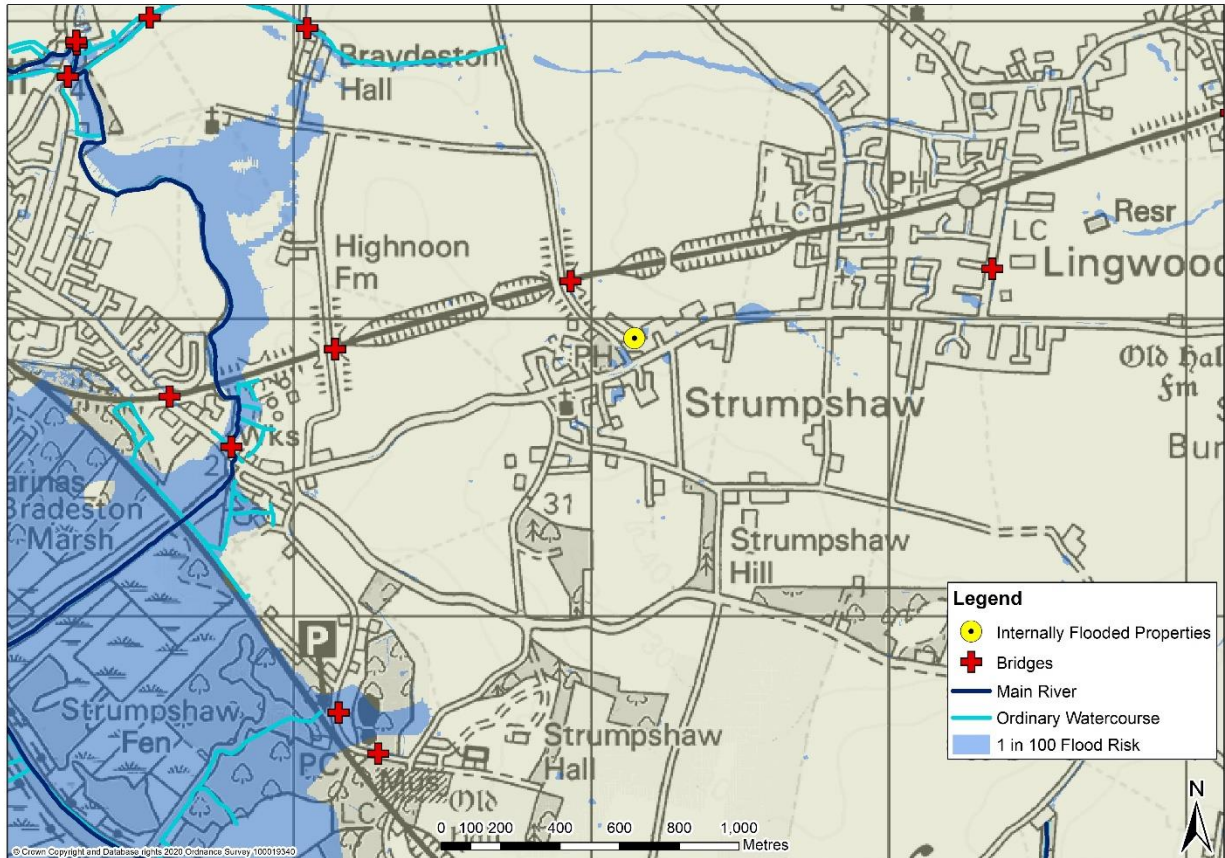 Braydeston
Hall
PH
LC
Resr
LC
Lingwood
Highnoon
Fm
PH
Old Hall
Fm
Strumpshaw
Wks
Bradeston
Marsh
31
Strumpshaw
Hill
P
Strumpshaw
Fen
PC
Strumpshaw
Hall
Old
LC
Legend
Internally Flooded Properties
Bridges
Main River
Ordinary Watercourse
1 in 100 Flood Risk
N
0 100 200 400 600 800 1,000
Metres
© Crown Copyright and Database rights 2020 Ordnance Survey 100019340